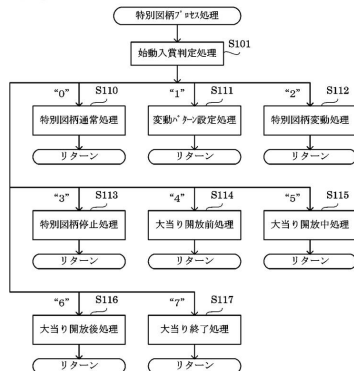 特別図柄ﾌﾟﾛｾｽ処理
S101
始動入賞判定処理
“0” S110 “1” S111 “2” S112
特別図柄通常処理 変動ﾊﾟﾀｰﾝ設定処理 特別図柄変動処理
リターン リターン リターン
“3” S113 “4” S114 “5” S115
特別図柄停止処理 大当り開放前処理 大当り開放中処理
リターン リターン リターン
“6” S116 “7” S117
大当り開放後処理 大当り終了処理
リターン リターン